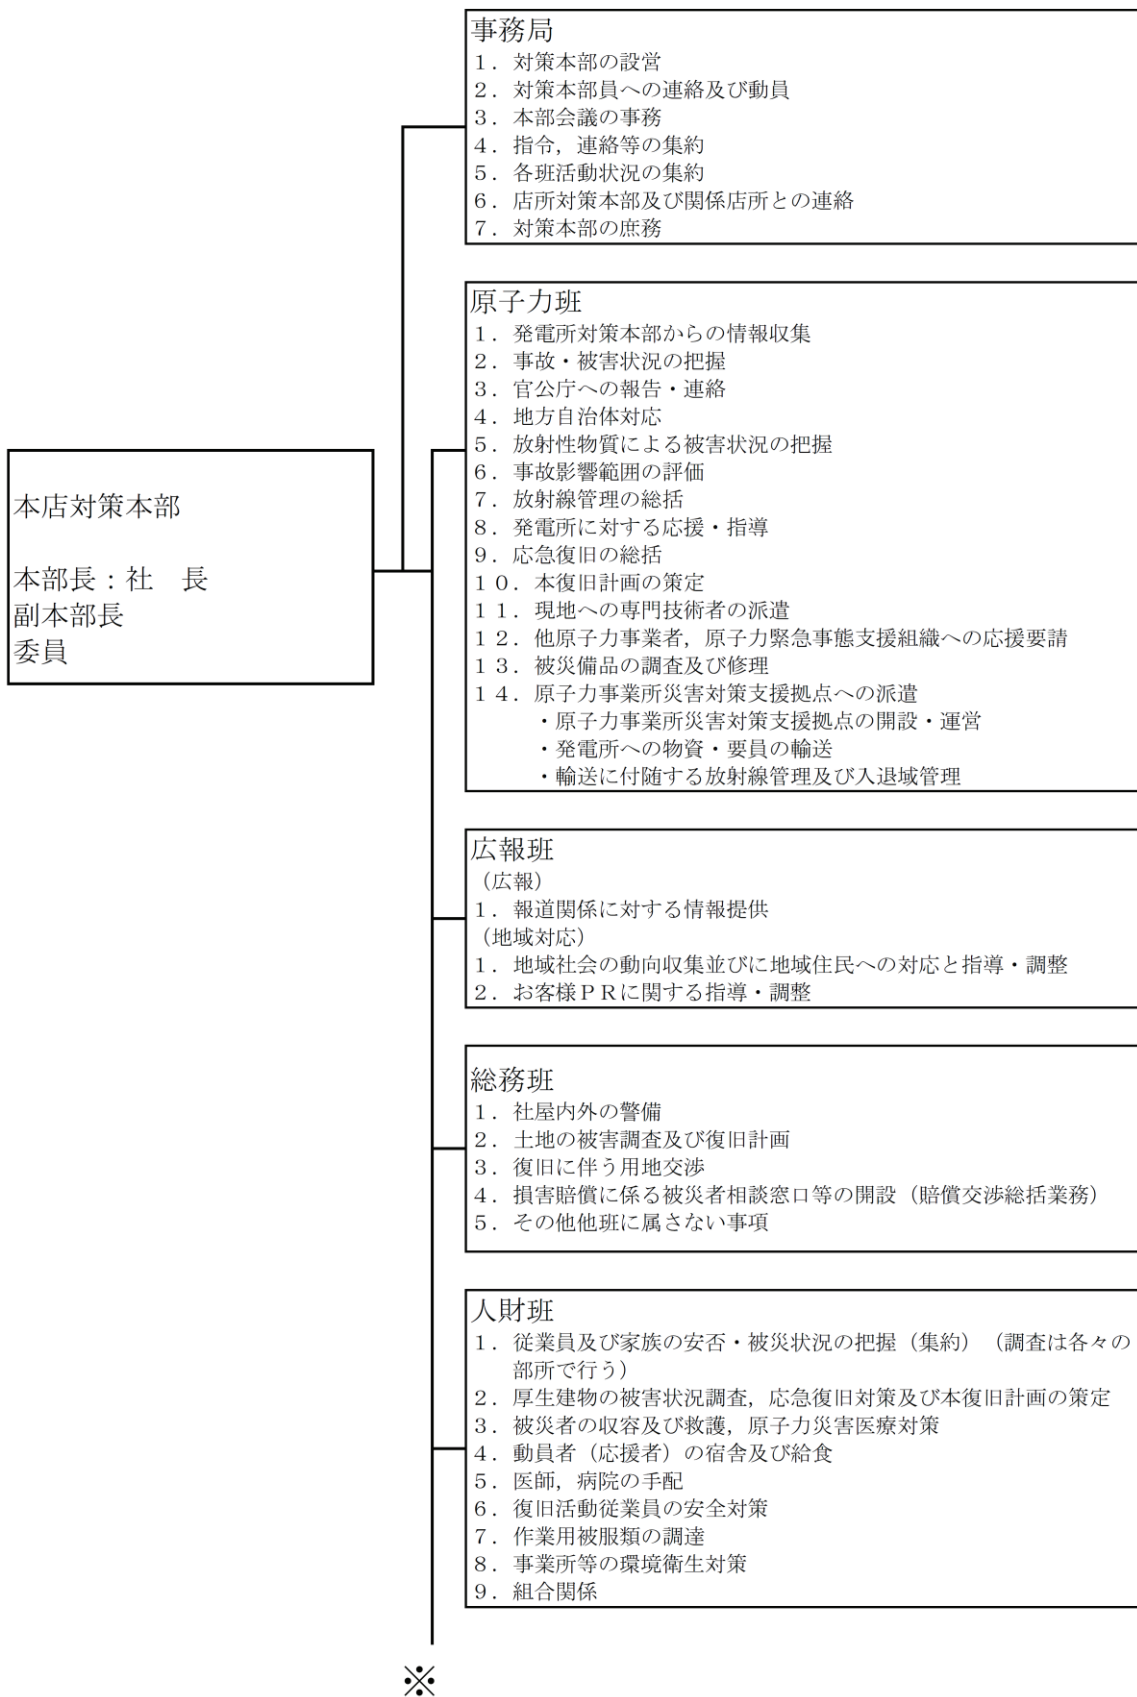 本店対策本部
本部長：社　長
副本部長
委員
事務局
１．対策本部の設営
２．対策本部員への連絡及び動員
３．本部会議の事務
４．指令，連絡等の集約
５．各班活動状況の集約
６．店所対策本部及び関係店所との連絡
７．対策本部の庶務
原子力班
１．発電所対策本部からの情報収集
２．事故・被害状況の把握
３．官公庁への報告・連絡
４．地方自治体対応
５．放射性物質による被害状況の把握
６．事故影響範囲の評価
７．放射線管理の総括
８．発電所に対する応援・指導
９．応急復旧の総括
１０．本復旧計画の策定
１１．現地への専門技術者の派遣
１２．他原子力事業者，原子力緊急事態支援組織への応援要請
１３．被災備品の調査及び修理
１４．原子力事業所災害対策支援拠点への派遣
・原子力事業所災害対策支援拠点の開設・運営
・発電所への物資・要員の輸送
・輸送に付随する放射線管理及び入退域管理
広報班
（広報）
１．報道関係に対する情報提供
（地域対応）
１．地域社会の動向収集並びに地域住民への対応と指導・調整
２．お客様ＰＲに関する指導・調整
総務班
１．社屋内外の警備
２．土地の被害調査及び復旧計画
３．復旧に伴う用地交渉
４．損害賠償に係る被災者相談窓口等の開設（賠償交渉総括業務）
５．その他他班に属さない事項
人財班
１．従業員及び家族の安否・被災状況の把握（集約）（調査は各々の
部所で行う）
２．厚生建物の被害状況調査，応急復旧対策及び本復旧計画の策定
３．被災者の収容及び救護，原子力災害医療対策
４．動員者（応援者）の宿舎及び給食
５．医師，病院の手配
６．復旧活動従業員の安全対策
７．作業用被服類の調達
８．事業所等の環境衛生対策
９．組合関係
※